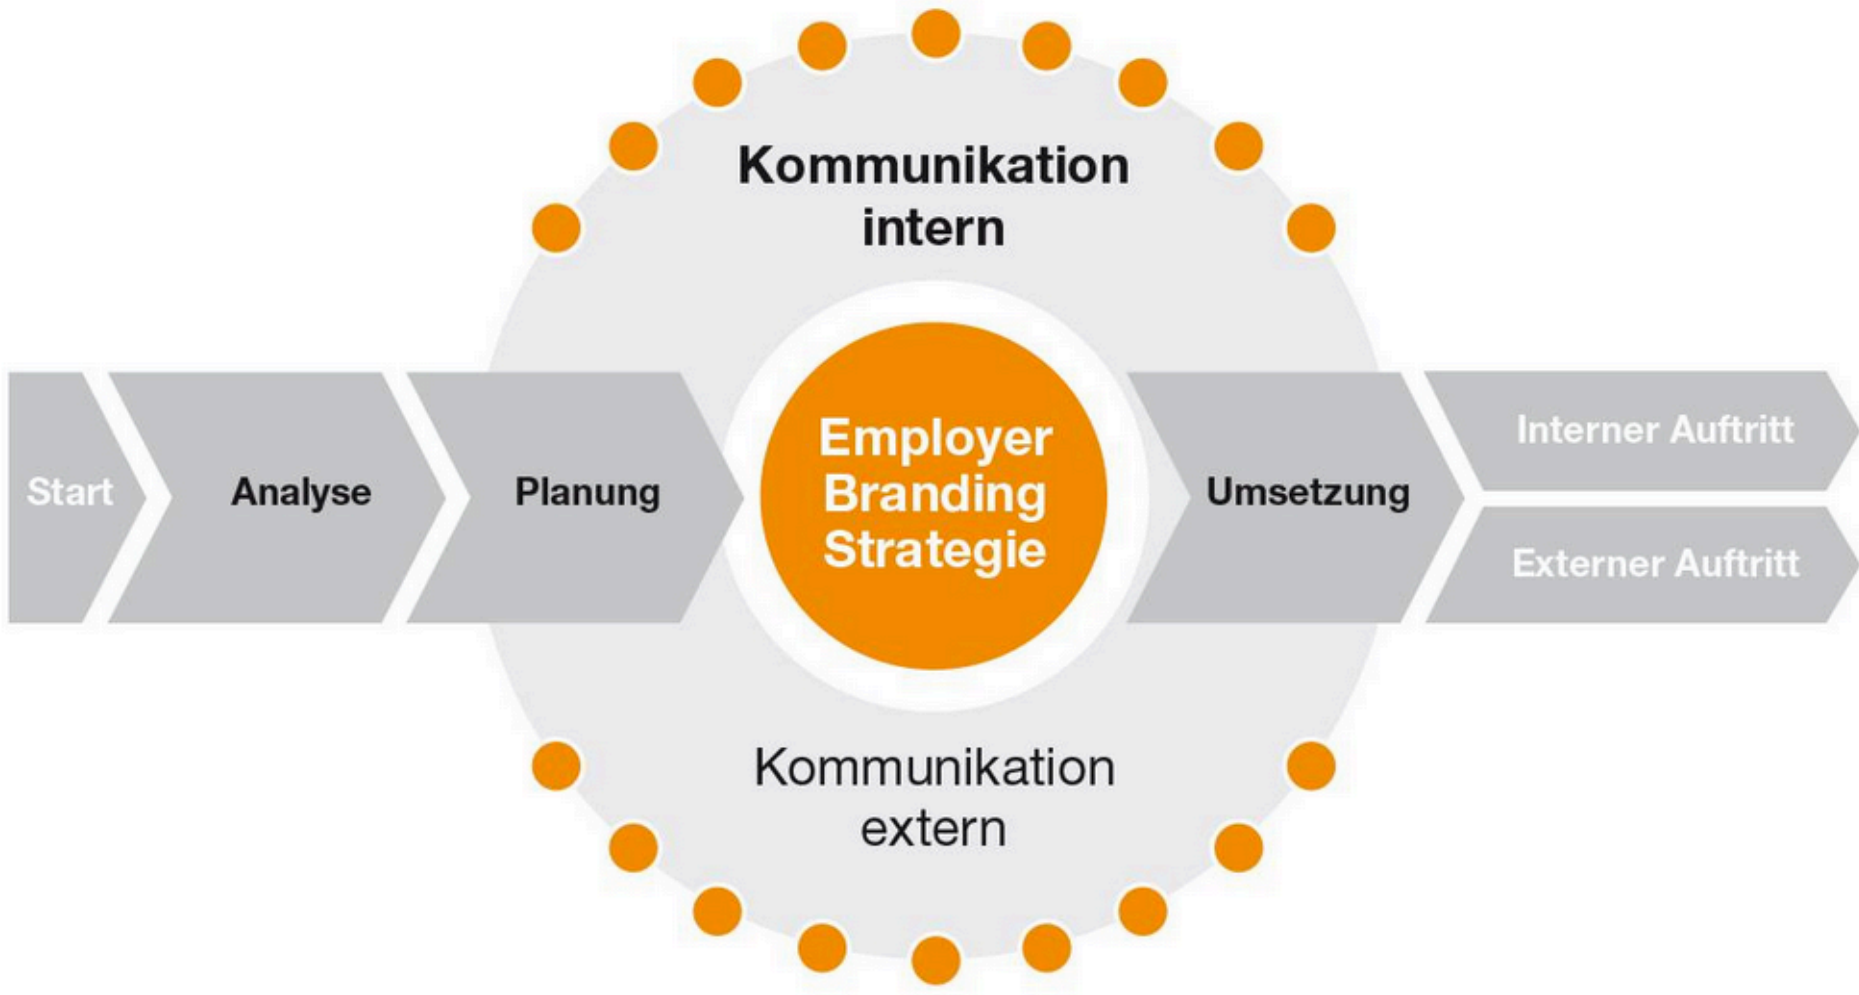 Kommunikation
intern
Start
Analyse
Planung
Employer
Branding
Strategie
Umsetzung
Interner Auftritt
Externer Auftritt
Kommunikation
extern